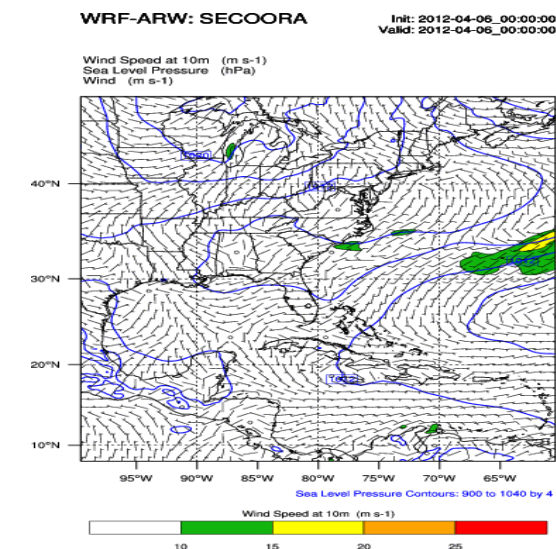 WRF-ARW: SECOORA
Init: 2012-04-06_00:00:00
Valid: 2012-04-06_00:00:00
Wind Speed at 10m (m s-1)
Sea Level Pressure (hPa)
Wind (m s-1)
40°N
30°N
20°N
10°N
95°W 90°W 85°W 80°W 75°W 70°W 65°W
Sea Level Pressure Contours: 900 to 1040 by 4
Wind Speed at 10m (m s-1)
10 15 20 25